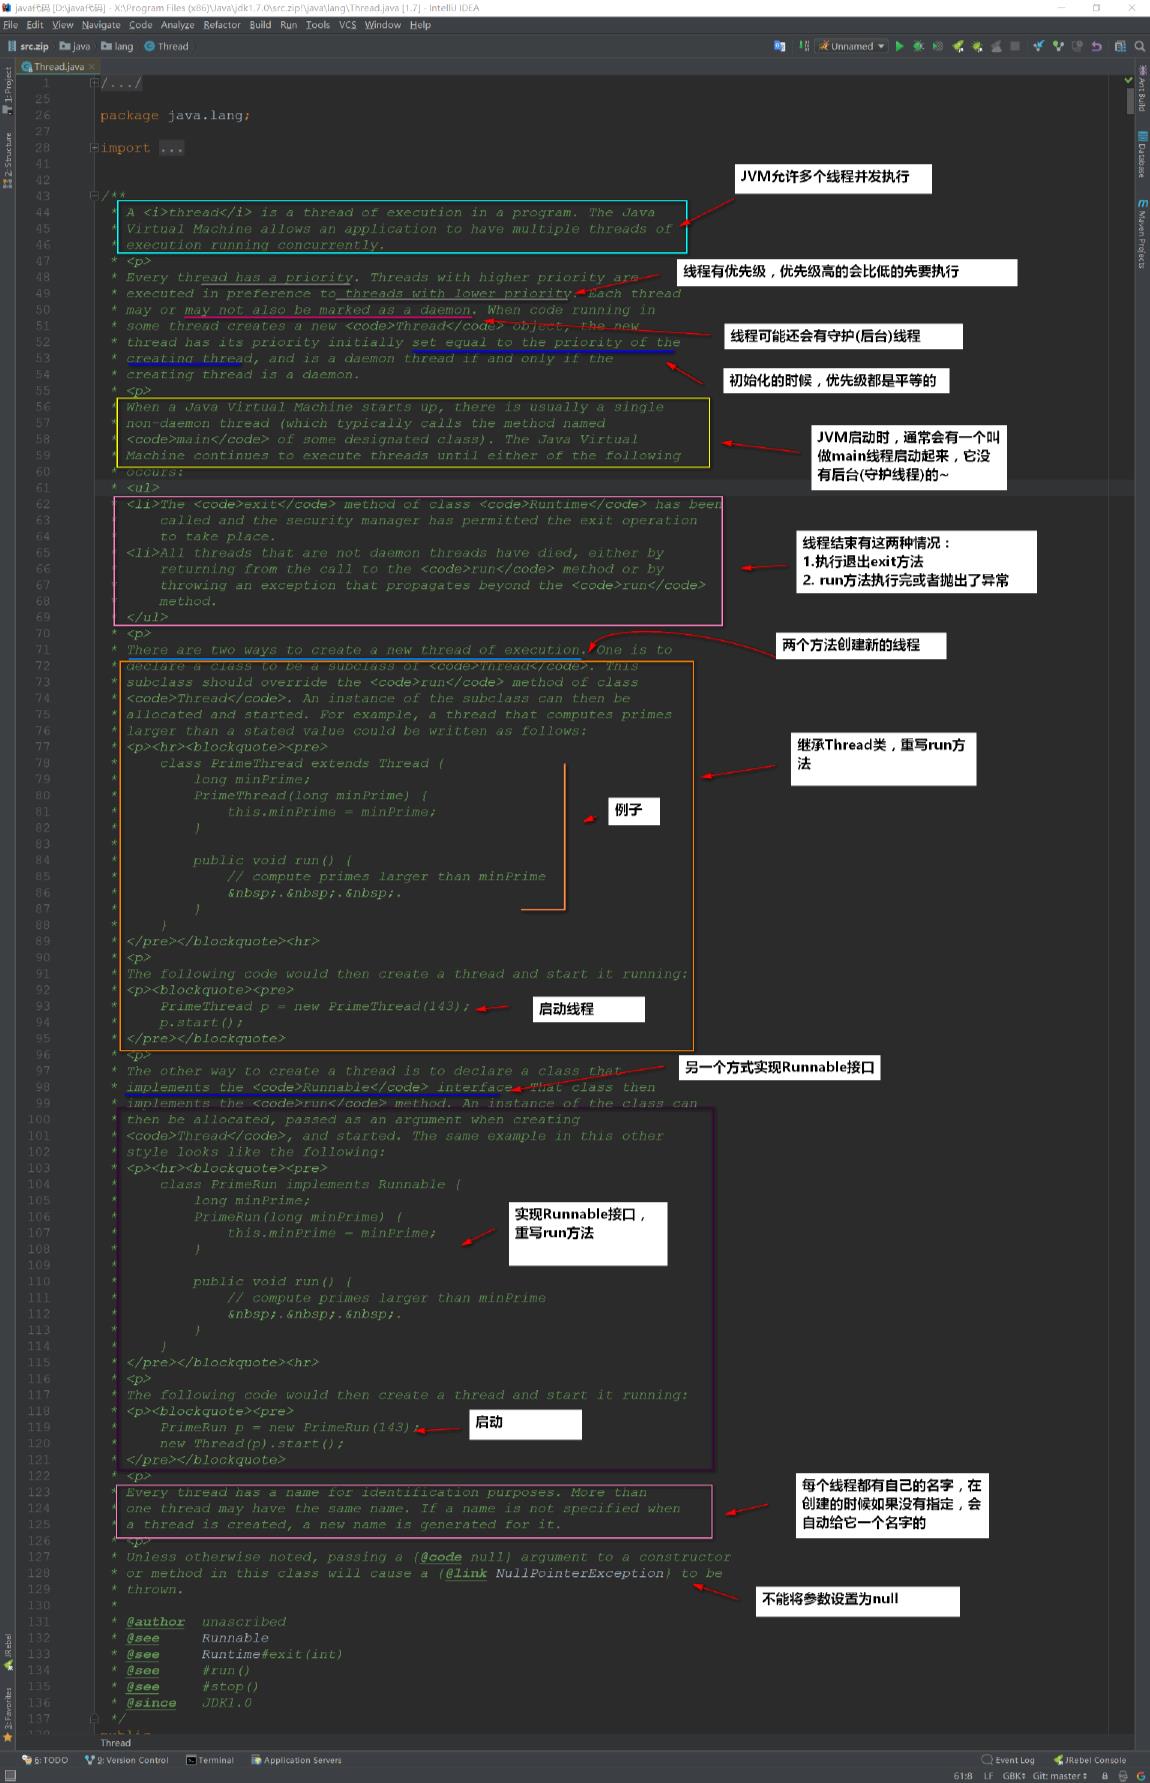 java代码 [D:\java代码] - X:\Program Files (x86)\Java\jdk1.7.0\src.zip!\java\lang\Thread.java [1.7] - IntelliJ IDEA
File Edit View Navigate Code Analyze Refactor Build Run Tools VCS Window Help
src.zip java lang Thread Unnamed
Thread.java
1 /.../
25
26 package java.lang;
27
28 import ...
41
42
43 /**
JVM允许多个线程并发执行
44 * A <i>thread</i> is a thread of execution in a program. The Java
45 * Virtual Machine allows an application to have multiple threads of
46 * execution running concurrently.
47 * <p>
48 * Every thread has a priority. Threads with higher priority are
线程有优先级，优先级高的会比低的先要执行
49 * executed in preference to threads with lower priority. Each thread
50 * may or may not also be marked as a daemon. When code running in
51 * some thread creates a new <code>Thread</code> object, the new
线程可能还会有守护(后台)线程
52 * thread has its priority initially set equal to the priority of the
53 * creating thread, and is a daemon thread if and only if the
54 * creating thread is a daemon.
初始化的时候，优先级都是平等的
55 * <p>
56 * When a Java Virtual Machine starts up, there is usually a single
57 * non-daemon thread (which typically calls the method named
58 * <code>main</code> of some designated class). The Java Virtual
59 * Machine continues to execute threads until either of the following
60 * occurs:
JVM启动时，通常会有一个叫
做main线程启动起来，它没
有后台(守护线程)的~
61 * <ul>
62 * <li>The <code>exit</code> method of class <code>Runtime</code> has been
63 * called and the security manager has permitted the exit operation
64 * to take place.
65 * <li>All threads that are not daemon threads have died, either by
66 * returning from the call to the <code>run</code> method or by
67 * throwing an exception that propagates beyond the <code>run</code>
68 * method.
69 * </ul>
线程结束有这两种情况：
1.执行退出exit方法
2. run方法执行完或者抛出了异常
70 * <p>
71 * There are two ways to create a new thread of execution. One is to
两个方法创建新的线程
72 * declare a class to be a subclass of <code>Thread</code>. This
73 * subclass should override the <code>run</code> method of class
74 * <code>Thread</code>. An instance of the subclass can then be
75 * allocated and started. For example, a thread that computes primes
76 * larger than a stated value could be written as follows:
77 * <p><hr><blockquote><pre>
继承Thread类，重写run方
法
78 * class PrimeThread extends Thread {
79 * long minPrime;
80 * PrimeThread(long minPrime) {
81 * this.minPrime = minPrime;
例子
82 * }
83 *
84 * public void run() {
85 * // compute primes larger than minPrime
86 * &nbsp;.&nbsp;.&nbsp;.
87 * }
88 * }
89 * </pre></blockquote><hr>
90 * <p>
91 * The following code would then create a thread and start it running:
92 * <p><blockquote><pre>
93 * PrimeThread p = new PrimeThread(143);
启动线程
94 * p.start();
95 * </pre></blockquote>
96 * <p>
97 * The other way to create a thread is to declare a class that
另一个方式实现Runnable接口
98 * implements the <code>Runnable</code> interface. That class then
99 * implements the <code>run</code> method. An instance of the class can
100 * then be allocated, passed as an argument when creating
101 * <code>Thread</code>, and started. The same example in this other
102 * style looks like the following:
103 * <p><hr><blockquote><pre>
104 * class PrimeRun implements Runnable {
105 * long minPrime;
106 * PrimeRun(long minPrime) {
107 * this.minPrime = minPrime;
实现Runnable接口，
重写run方法
108 * }
109 *
110 * public void run() {
111 * // compute primes larger than minPrime
112 * &nbsp;.&nbsp;.&nbsp;.
113 * }
114 * }
115 * </pre></blockquote><hr>
116 * <p>
117 * The following code would then create a thread and start it running:
118 * <p><blockquote><pre>
119 * PrimeRun p = new PrimeRun(143);
启动
120 * new Thread(p).start();
121 * </pre></blockquote>
122 * <p>
123 * Every thread has a name for identification purposes. More than
124 * one thread may have the same name. If a name is not specified when
125 * a thread is created, a new name is generated for it.
每个线程都有自己的名字，在
创建的时候如果没有指定，会
自动给它一个名字的
126 * <p>
127 * Unless otherwise noted, passing a {@code null} argument to a constructor
128 * or method in this class will cause a {@link NullPointerException} to be
129 * thrown.
不能将参数设置为null
130 *
131 * @author unascribed
132 * @see Runnable
133 * @see Runtime#exit(int)
134 * @see #run()
135 * @see #stop()
136 * @since JDK1.0
137 */
138 public
Thread
1: Project
2: Structure
JRebel
2: Favorites
Ant Build
Database
Maven Projects
6: TODO 9: Version Control Terminal Application Servers Event Log JRebel Console
61:8 LF GBK Git: master